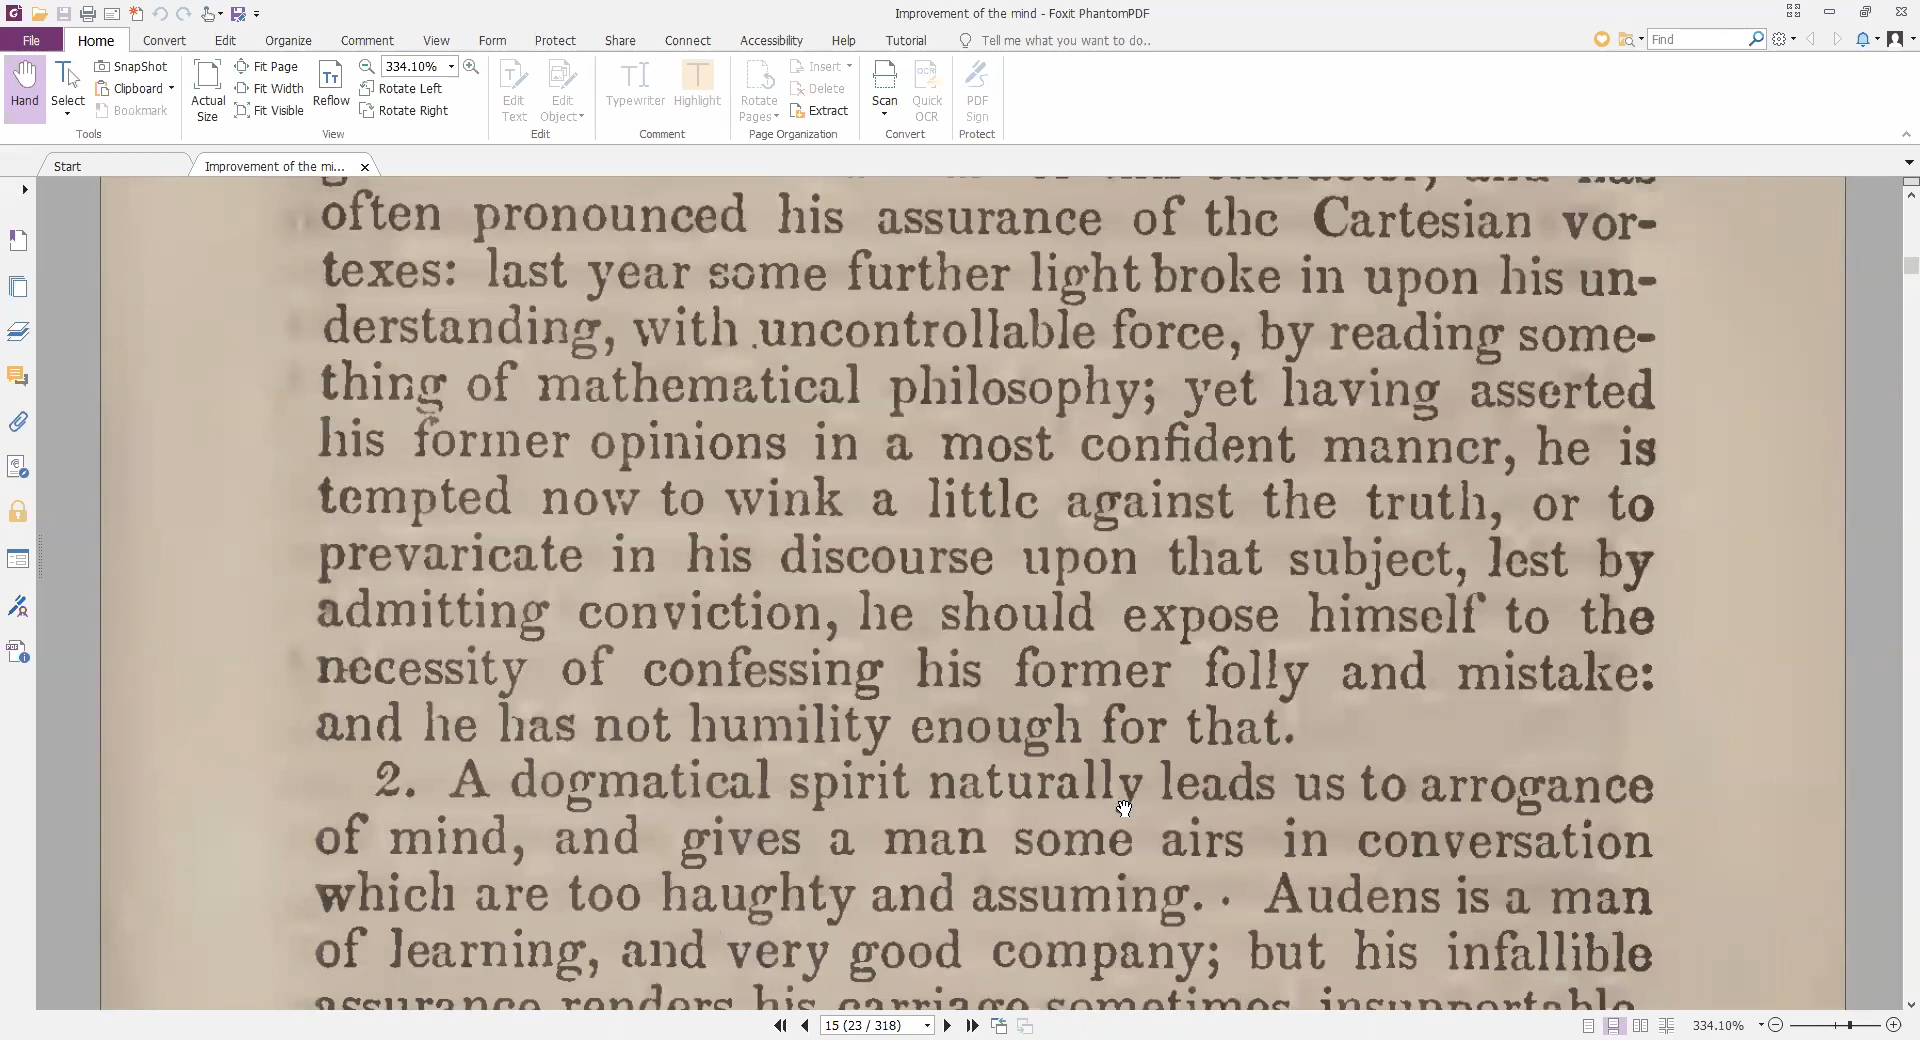 Improvement of the mind - Foxit PhantomPDF
File Home Convert Edit Organize Comment View Form Protect Share Connect Accessibility Help Tutorial Tell me what you want to do.. Find
Hand
Select
SnapShot
Clipboard
Bookmark
Tools
Actual Size
Fit Page
Fit Width
Fit Visible
Reflow
334.10%
Rotate Left
Rotate Right
View
Edit Text
Edit Object
Edit
Typewriter
Highlight
Comment
Rotate Pages
Insert
Delete
Extract
Page Organization
Scan
Quick OCR
Convert
PDF Sign
Protect
Start
Improvement of the mi...
often pronounced his assurance of the Cartesian vor-
texes: last year some further light broke in upon his un-
derstanding, with uncontrollable force, by reading some-
thing of mathematical philosophy; yet having asserted
his former opinions in a most confident manner, he is
tempted now to wink a little against the truth, or to
prevaricate in his discourse upon that subject, lest by
admitting conviction, he should expose himself to the
necessity of confessing his former folly and mistake:
and he has not humility enough for that.
2. A dogmatical spirit naturally leads us to arrogance
of mind, and gives a man some airs in conversation
which are too haughty and assuming. Audens is a man
of learning, and very good company; but his infallible
assurance renders his carriage sometimes insupportable.
15 (23 / 318)
334.10%